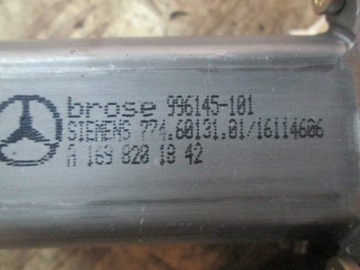 brose 996145-101
SIEMENS 774.60131.01/16114606
A 169 820 18 42